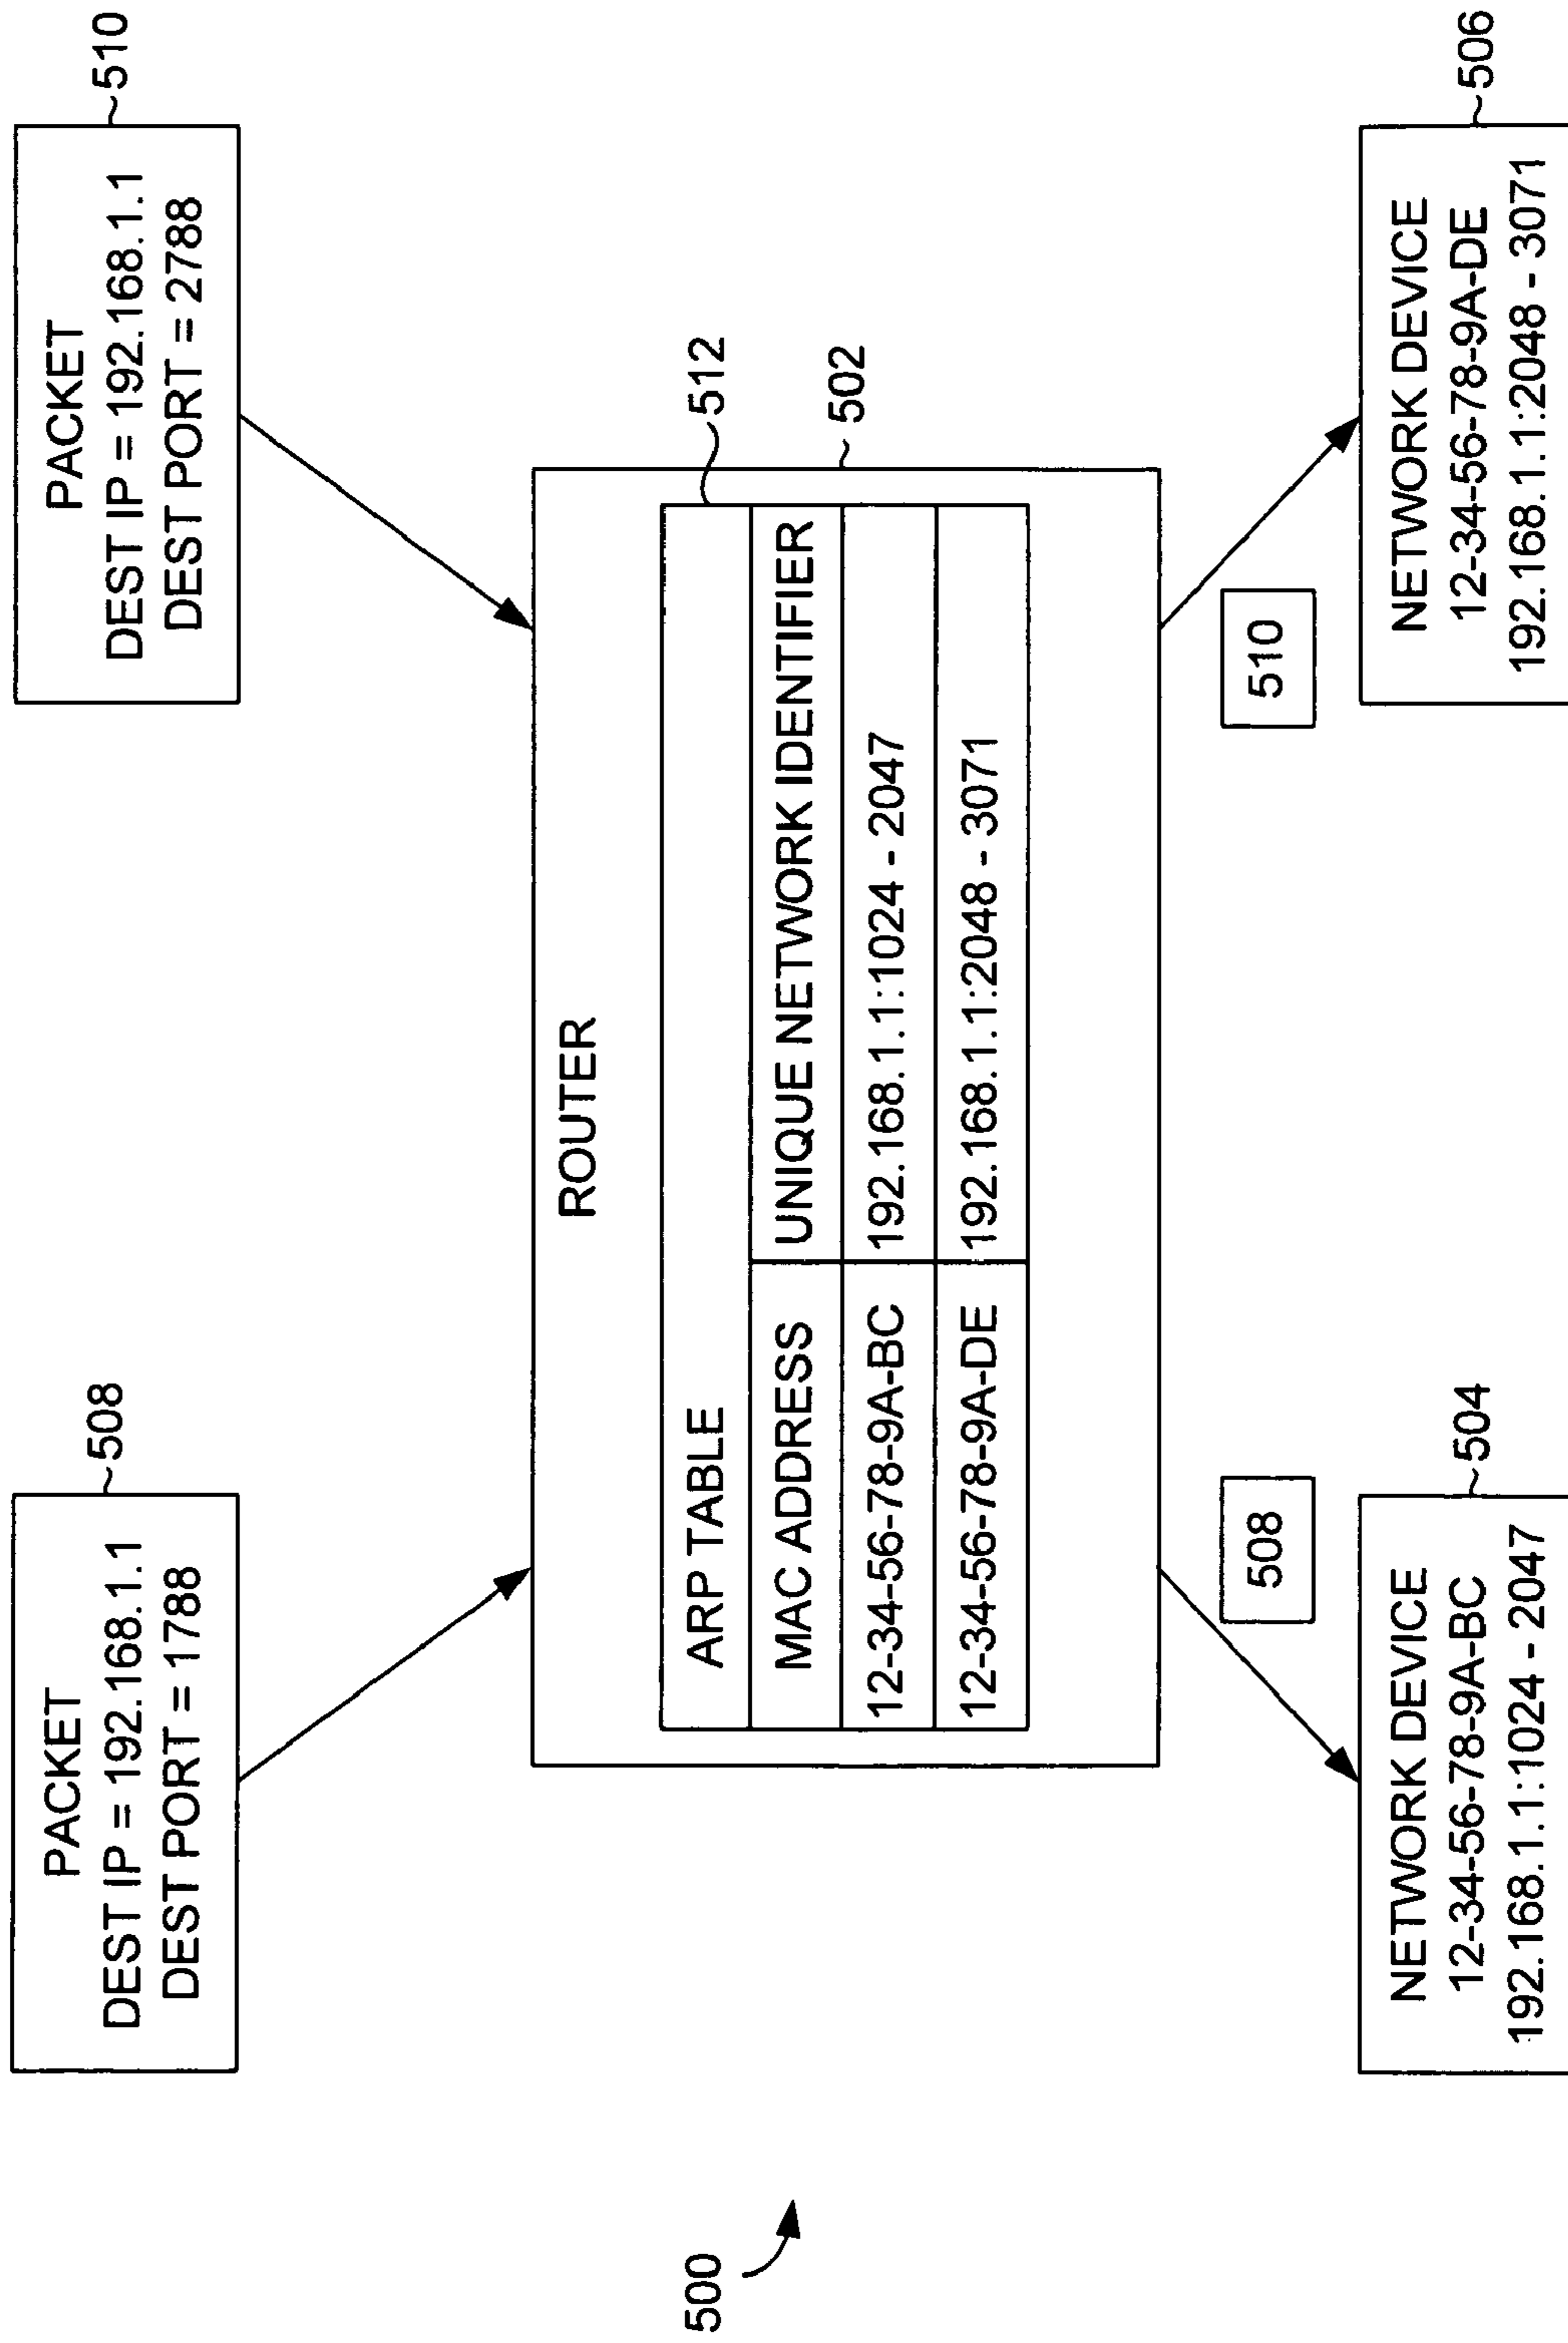 PACKET
DEST IP = 192.168.1.1
DEST PORT = 1788
508
PACKET
DEST IP = 192.168.1.1
DEST PORT = 2788
510
ROUTER
502
512
ARP TABLE
MAC ADDRESS UNIQUE NETWORK IDENTIFIER
12-34-56-78-9A-BC 192.168.1.1:1024 - 2047
12-34-56-78-9A-DE 192.168.1.1:2048 - 3071
508
510
NETWORK DEVICE
12-34-56-78-9A-BC
192.168.1.1:1024 - 2047
504
NETWORK DEVICE
12-34-56-78-9A-DE
192.168.1.1:2048 - 3071
506
500